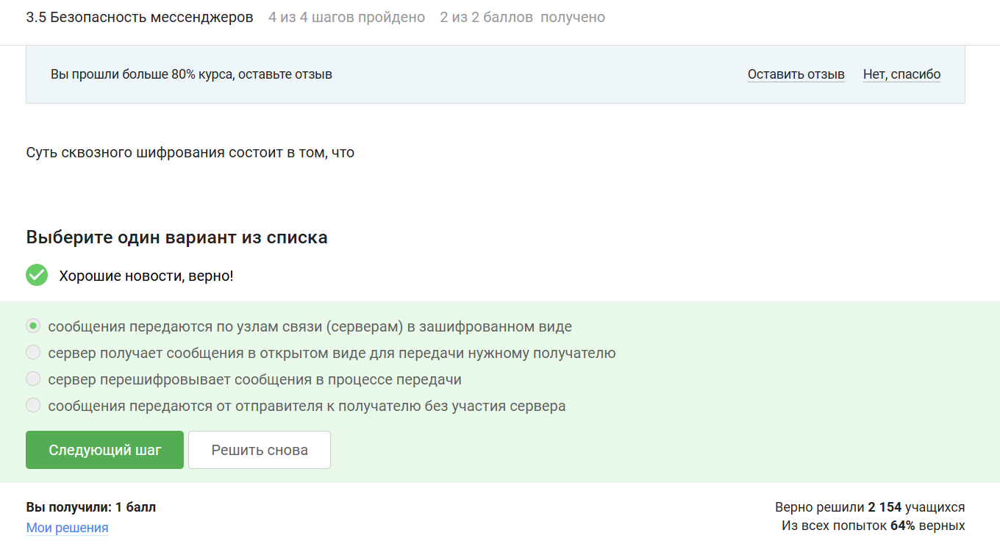 3.5 Безопасность мессенджеров 4 из 4 шагов пройдено 2 из 2 баллов получено
Вы прошли больше 80% курса, оставьте отзыв Оставить отзыв Нет, спасибо
Суть сквозного шифрования состоит в том, что
Выберите один вариант из списка
Хорошие новости, верно!
сообщения передаются по узлам связи (серверам) в зашифрованном виде
сервер получает сообщения в открытом виде для передачи нужному получателю
сервер перешифровывает сообщения в процессе передачи
сообщения передаются от отправителя к получателю без участия сервера
Следующий шаг Решить снова
Вы получили: 1 балл Верно решили 2 154 учащихся
Мои решения Из всех попыток 64% верных